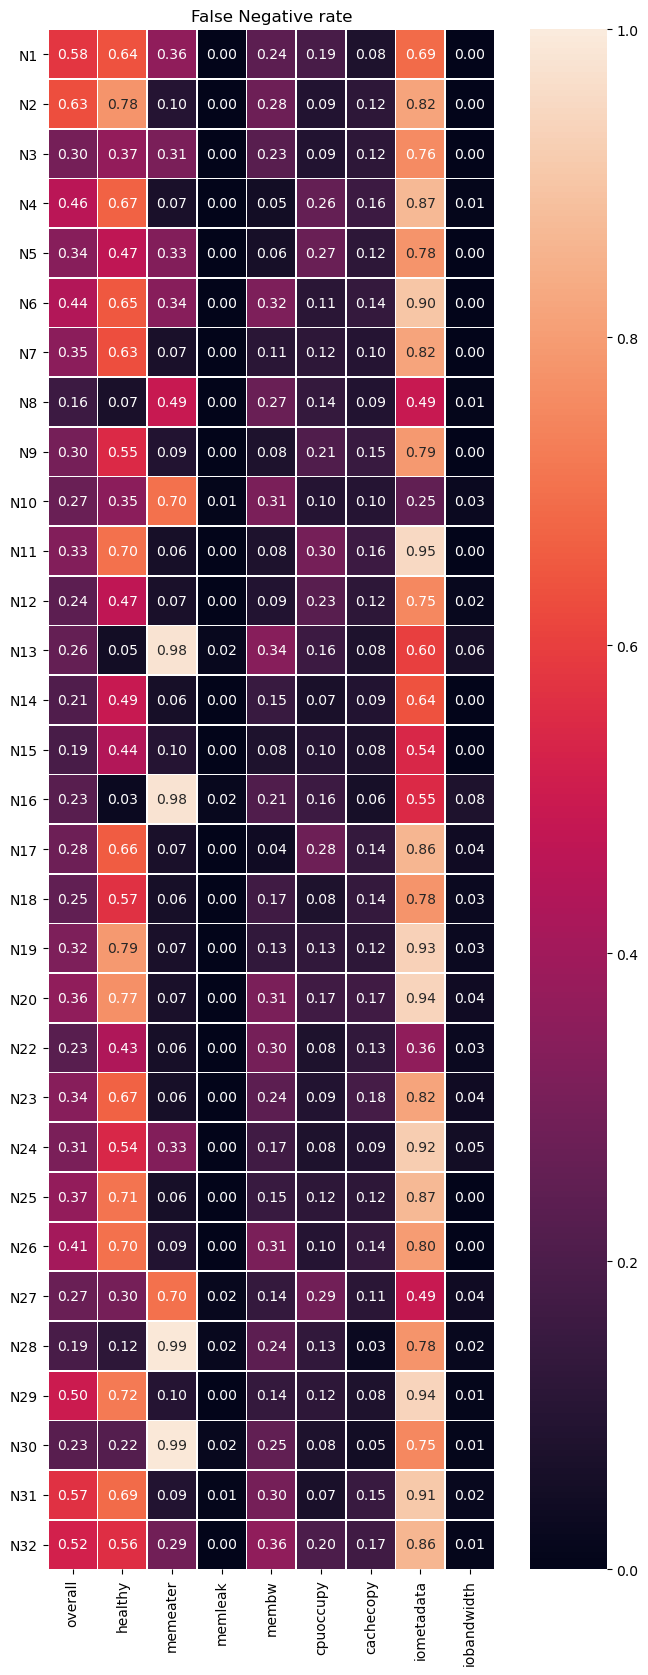 False Negative rate
N1 0.58 0.64 0.36 0.00 0.24 0.19 0.08 0.69 0.00
N2 0.63 0.78 0.10 0.00 0.28 0.09 0.12 0.82 0.00
N3 0.30 0.37 0.31 0.00 0.23 0.09 0.12 0.76 0.00
N4 0.46 0.67 0.07 0.00 0.05 0.26 0.16 0.87 0.01
N5 0.34 0.47 0.33 0.00 0.06 0.27 0.12 0.78 0.00
N6 0.44 0.65 0.34 0.00 0.32 0.11 0.14 0.90 0.00
N7 0.35 0.63 0.07 0.00 0.11 0.12 0.10 0.82 0.00
N8 0.16 0.07 0.49 0.00 0.27 0.14 0.09 0.49 0.01
N9 0.30 0.55 0.09 0.00 0.08 0.21 0.15 0.79 0.00
N10 0.27 0.35 0.70 0.01 0.31 0.10 0.10 0.25 0.03
N11 0.33 0.70 0.06 0.00 0.08 0.30 0.16 0.95 0.00
N12 0.24 0.47 0.07 0.00 0.09 0.23 0.12 0.75 0.02
N13 0.26 0.05 0.98 0.02 0.34 0.16 0.08 0.60 0.06
N14 0.21 0.49 0.06 0.00 0.15 0.07 0.09 0.64 0.00
N15 0.19 0.44 0.10 0.00 0.08 0.10 0.08 0.54 0.00
N16 0.23 0.03 0.98 0.02 0.21 0.16 0.06 0.55 0.08
N17 0.28 0.66 0.07 0.00 0.04 0.28 0.14 0.86 0.04
N18 0.25 0.57 0.06 0.00 0.17 0.08 0.14 0.78 0.03
N19 0.32 0.79 0.07 0.00 0.13 0.13 0.12 0.93 0.03
N20 0.36 0.77 0.07 0.00 0.31 0.17 0.17 0.94 0.04
N22 0.23 0.43 0.06 0.00 0.30 0.08 0.13 0.36 0.03
N23 0.34 0.67 0.06 0.00 0.24 0.09 0.18 0.82 0.04
N24 0.31 0.54 0.33 0.00 0.17 0.08 0.09 0.92 0.05
N25 0.37 0.71 0.06 0.00 0.15 0.12 0.12 0.87 0.00
N26 0.41 0.70 0.09 0.00 0.31 0.10 0.14 0.80 0.00
N27 0.27 0.30 0.70 0.02 0.14 0.29 0.11 0.49 0.04
N28 0.19 0.12 0.99 0.02 0.24 0.13 0.03 0.78 0.02
N29 0.50 0.72 0.10 0.00 0.14 0.12 0.08 0.94 0.01
N30 0.23 0.22 0.99 0.02 0.25 0.08 0.05 0.75 0.01
N31 0.57 0.69 0.09 0.01 0.30 0.07 0.15 0.91 0.02
N32 0.52 0.56 0.29 0.00 0.36 0.20 0.17 0.86 0.01
overall healthy memeater memleak membw cpuoccupy cachecopy iometadata iobandwidth
1.0
0.8
0.6
0.4
0.2
0.0